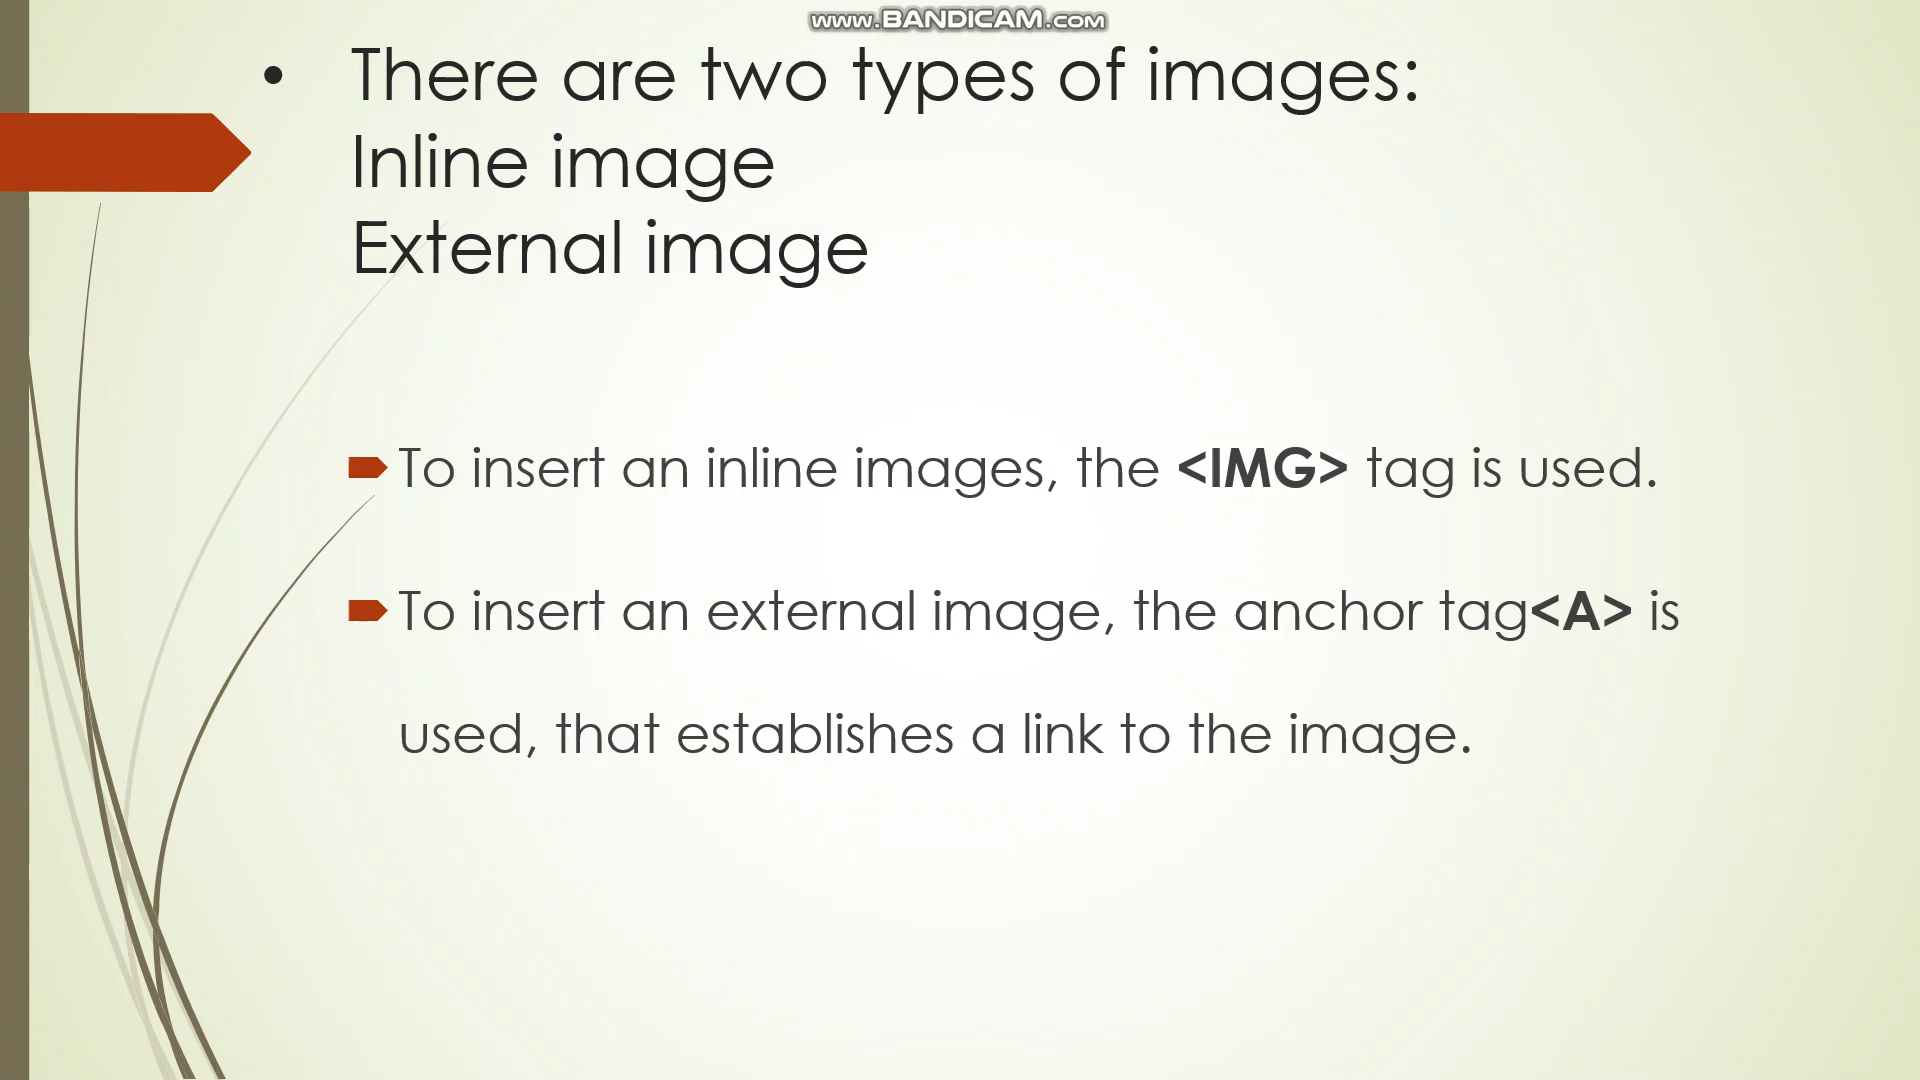 www.BANDICAM.com
• There are two types of images:
Inline image
External image
To insert an inline images, the <IMG> tag is used.
To insert an external image, the anchor tag<A> is
used, that establishes a link to the image.